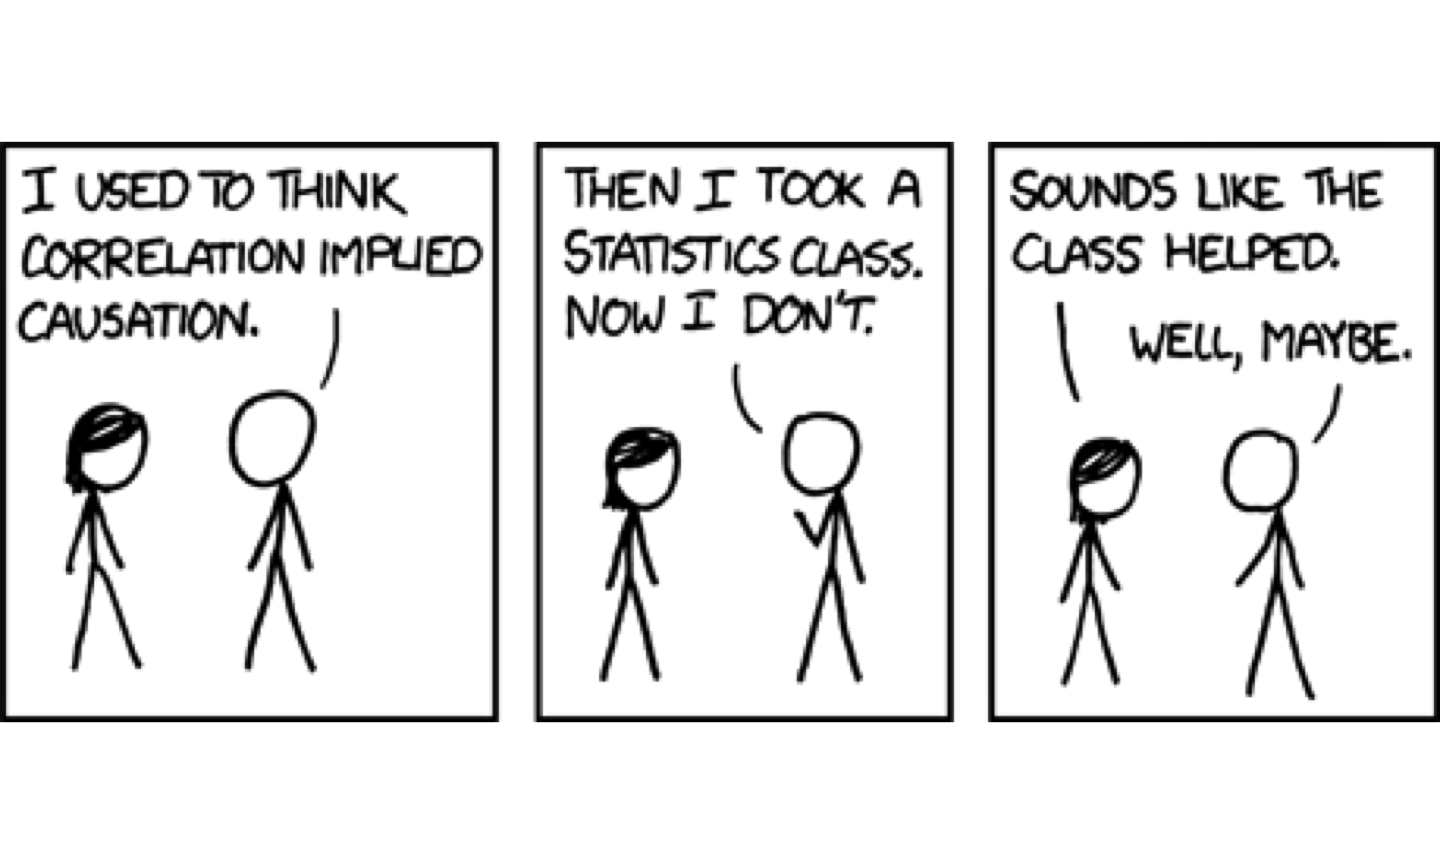 I USED TO THINK
CORRELATION IMPLIED
CAUSATION.
THEN I TOOK A
STATISTICS CLASS.
NOW I DON'T.
SOUNDS LIKE THE
CLASS HELPED.
WELL, MAYBE.